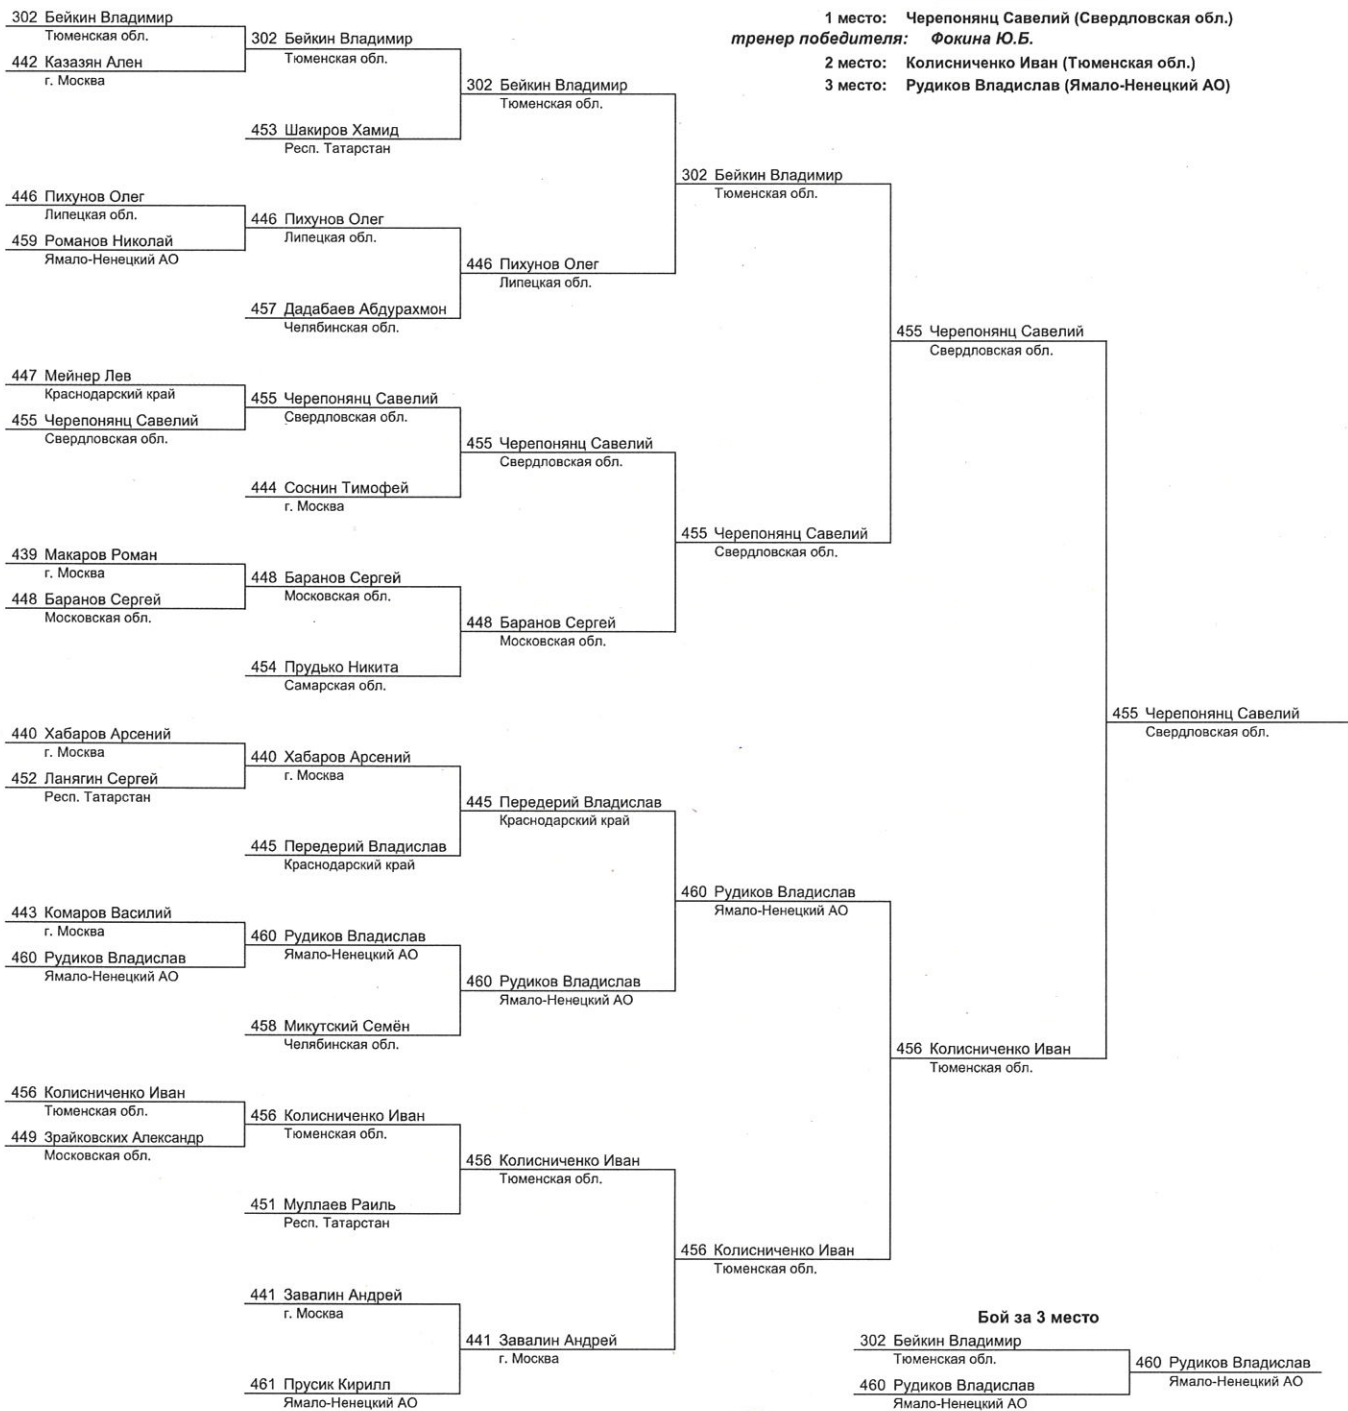 1 место: Черепонянц Савелий (Свердловская обл.)
тренер победителя: Фокина Ю.Б.
2 место: Колисниченко Иван (Тюменская обл.)
3 место: Рудиков Владислав (Ямало-Ненецкий АО)
302 Бейкин Владимир
Тюменская обл.
442 Казазян Ален
г. Москва
446 Пихунов Олег
Липецкая обл.
459 Романов Николай
Ямало-Ненецкий АО
447 Мейнер Лев
Краснодарский край
455 Черепонянц Савелий
Свердловская обл.
439 Макаров Роман
г. Москва
448 Баранов Сергей
Московская обл.
440 Хабаров Арсений
г. Москва
452 Ланягин Сергей
Респ. Татарстан
443 Комаров Василий
г. Москва
460 Рудиков Владислав
Ямало-Ненецкий АО
456 Колисниченко Иван
Тюменская обл.
449 Зрайковских Александр
Московская обл.
302 Бейкин Владимир
Тюменская обл.
453 Шакиров Хамид
Респ. Татарстан
446 Пихунов Олег
Липецкая обл.
457 Дадабаев Абдурахмон
Челябинская обл.
455 Черепонянц Савелий
Свердловская обл.
444 Соснин Тимофей
г. Москва
448 Баранов Сергей
Московская обл.
454 Прудько Никита
Самарская обл.
440 Хабаров Арсений
г. Москва
445 Передерий Владислав
Краснодарский край
460 Рудиков Владислав
Ямало-Ненецкий АО
458 Микутский Семён
Челябинская обл.
456 Колисниченко Иван
Тюменская обл.
451 Муллаев Раиль
Респ. Татарстан
441 Завалин Андрей
г. Москва
461 Прусик Кирилл
Ямало-Ненецкий АО
302 Бейкин Владимир
Тюменская обл.
446 Пихунов Олег
Липецкая обл.
455 Черепонянц Савелий
Свердловская обл.
448 Баранов Сергей
Московская обл.
445 Передерий Владислав
Краснодарский край
460 Рудиков Владислав
Ямало-Ненецкий АО
456 Колисниченко Иван
Тюменская обл.
441 Завалин Андрей
г. Москва
302 Бейкин Владимир
Тюменская обл.
455 Черепонянц Савелий
Свердловская обл.
460 Рудиков Владислав
Ямало-Ненецкий АО
456 Колисниченко Иван
Тюменская обл.
455 Черепонянц Савелий
Свердловская обл.
456 Колисниченко Иван
Тюменская обл.
455 Черепонянц Савелий
Свердловская обл.
Бой за 3 место
302 Бейкин Владимир
Тюменская обл.
460 Рудиков Владислав
Ямало-Ненецкий АО
460 Рудиков Владислав
Ямало-Ненецкий АО